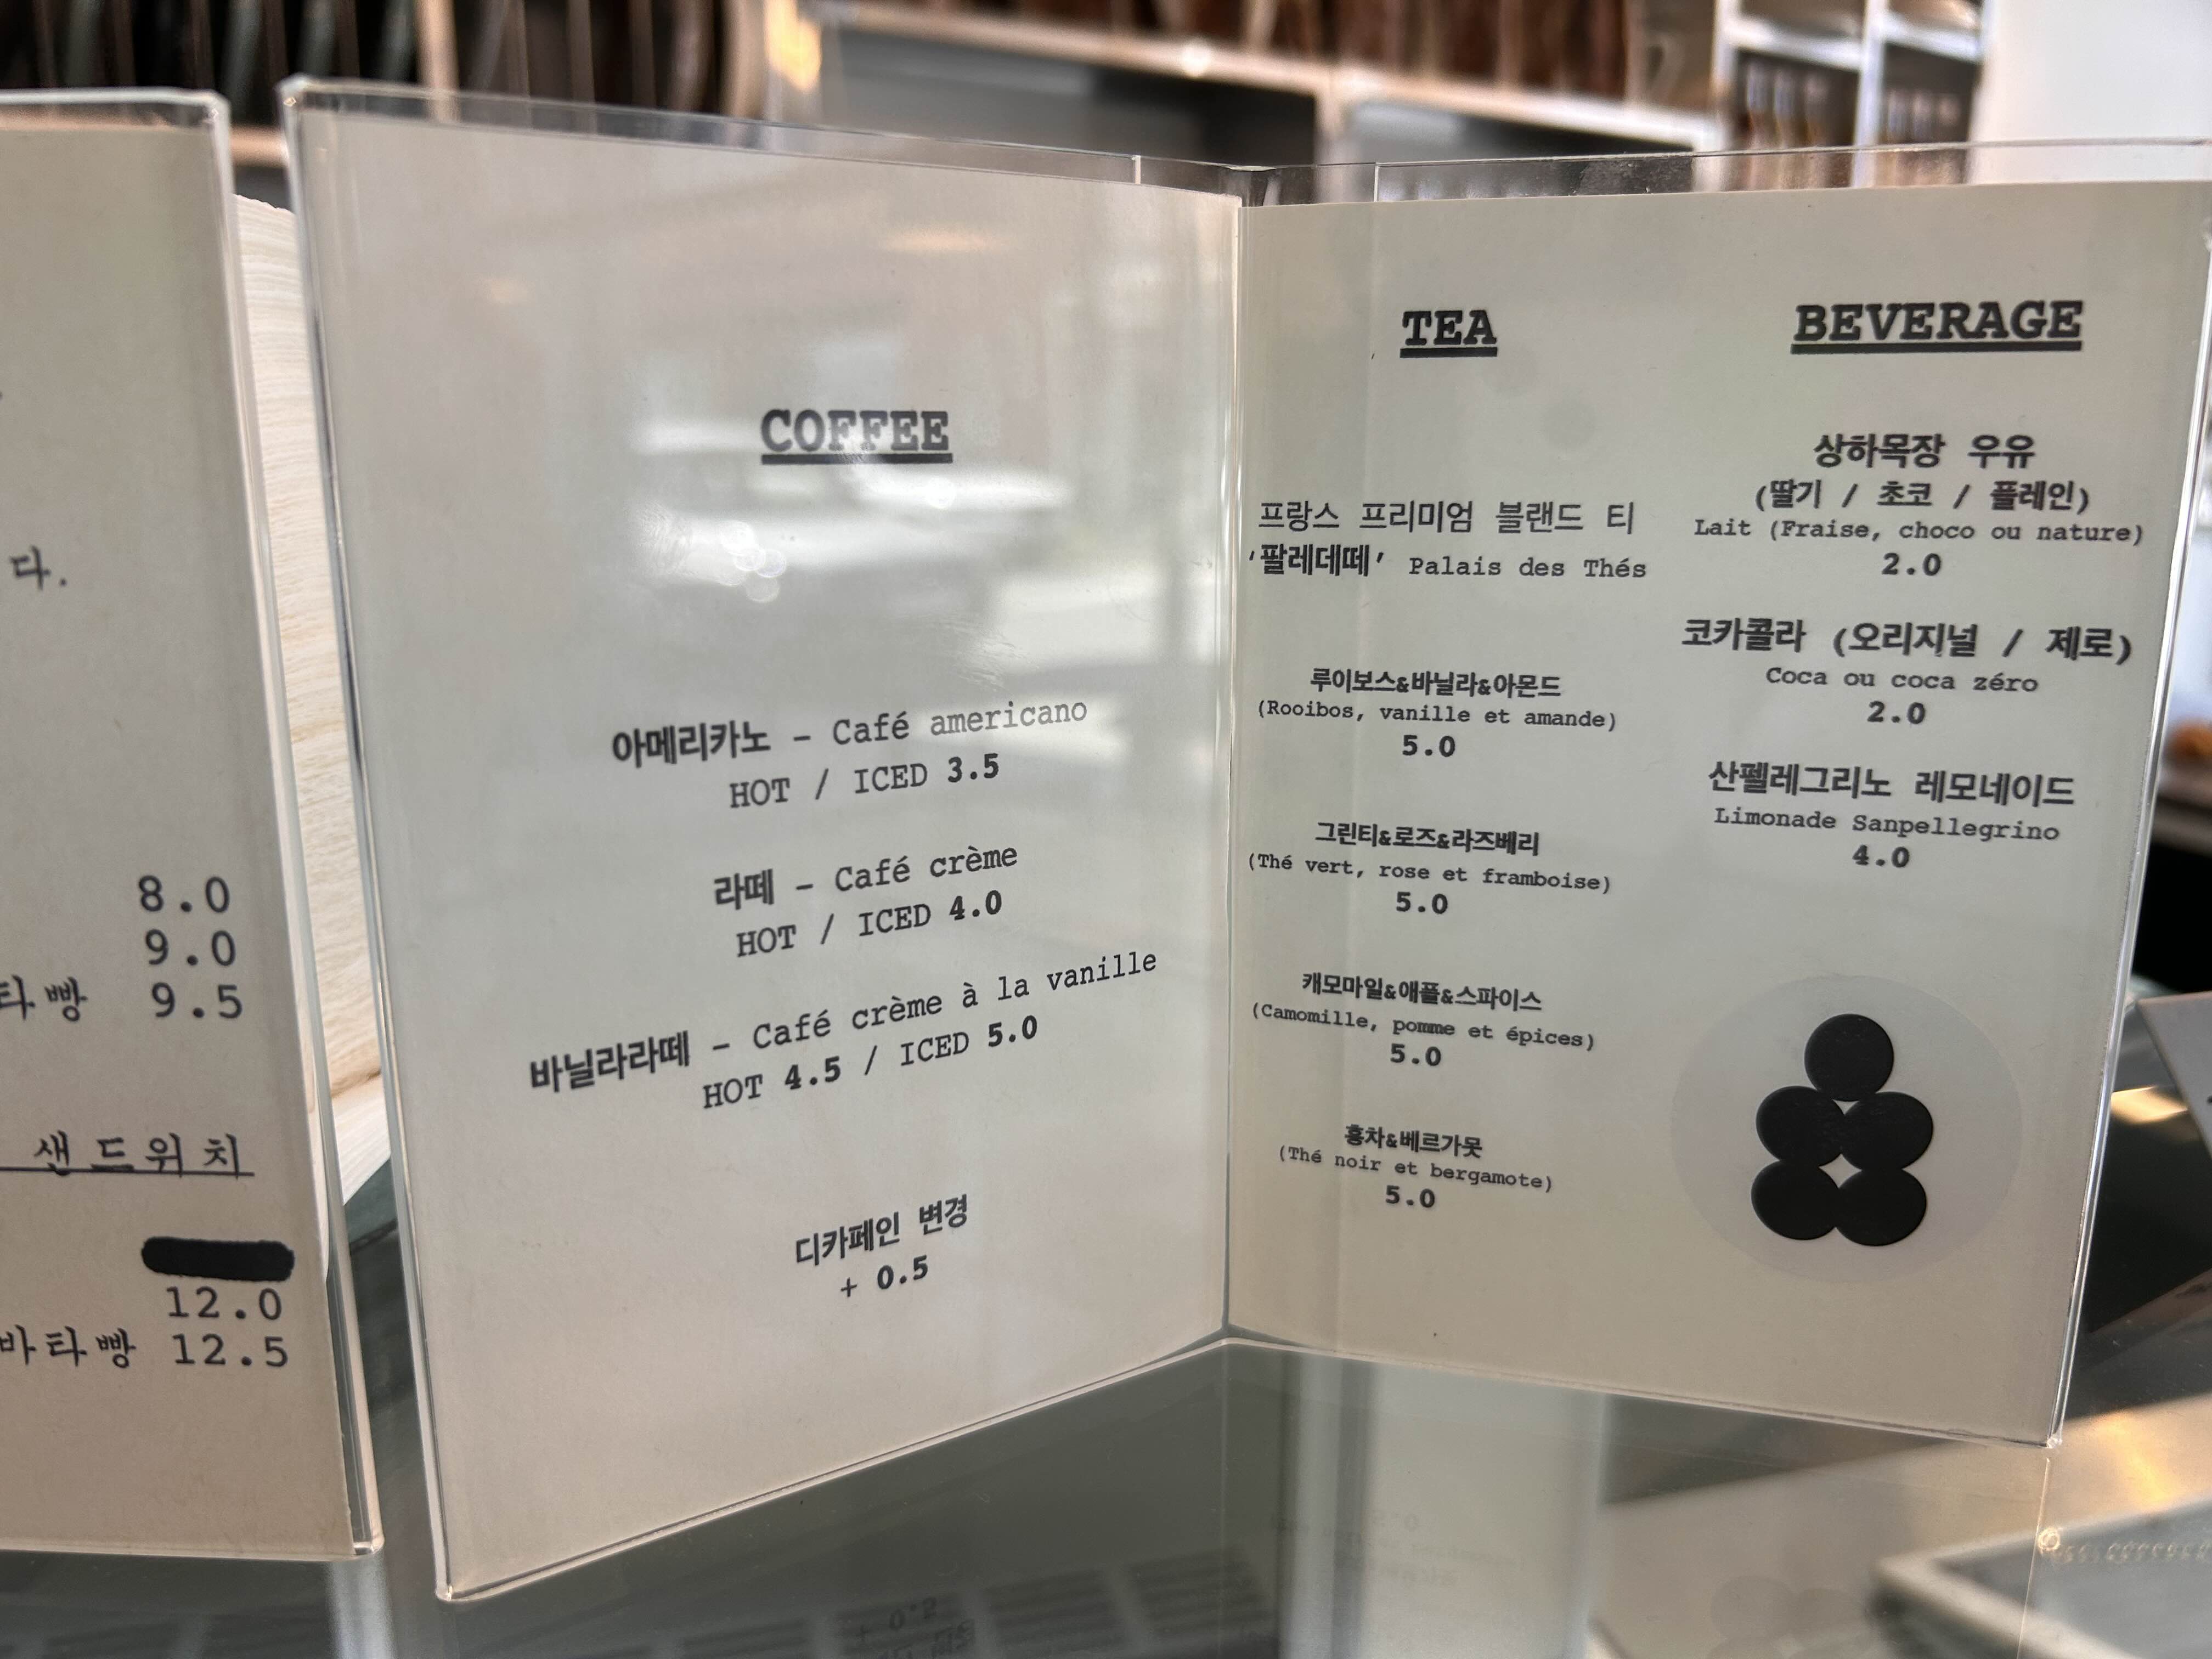 다.
8.0
9.0
타빵 9.5
샌드위치
12.0
바타빵 12.5
COFFEE
아메리카노 - Café americano
HOT / ICED 3.5
라떼 - Café crème
HOT / ICED 4.0
바닐라라떼 - Café crème à la vanille
HOT 4.5 / ICED 5.0
디카페인 변경
+ 0.5
TEA
프랑스 프리미엄 블랜드 티
'팔레데떼' Palais des Thés
루이보스&바닐라&아몬드
(Rooibos, vanille et amande)
5.0
그린티&로즈&라즈베리
(Thé vert, rose et framboise)
5.0
캐모마일&애플&스파이스
(Camomille, pomme et épices)
5.0
홍차&베르가못
(Thé noir et bergamote)
5.0
BEVERAGE
상하목장 우유
(딸기 / 초코 / 플레인)
Lait (Fraise, choco ou nature)
2.0
코카콜라 (오리지널 / 제로)
Coca ou coca zéro
2.0
산펠레그리노 레모네이드
Limonade Sanpellegrino
4.0